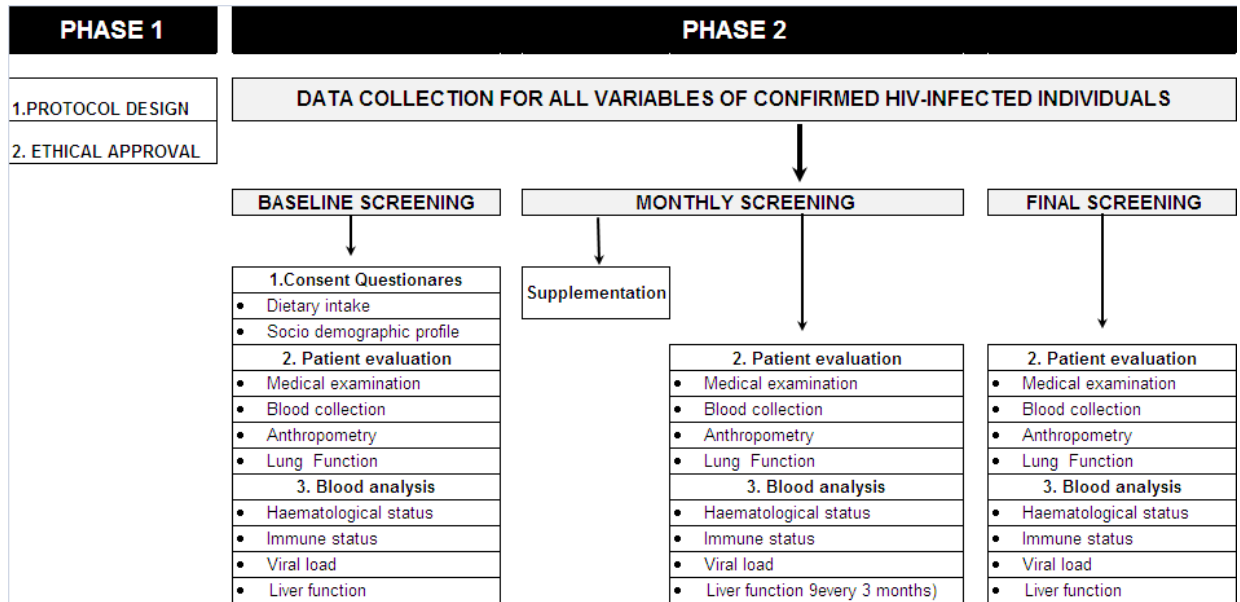 PHASE 1
PHASE 2
1.PROTOCOL DESIGN
2. ETHICAL APPROVAL
DATA COLLECTION FOR ALL VARIABLES OF CONFIRMED HIV-INFECTED INDIVIDUALS
BASELINE SCREENING
1.Consent Questionares
• Dietary intake
• Socio demographic profile
2. Patient evaluation
• Medical examination
• Blood collection
• Anthropometry
• Lung Function
3. Blood analysis
• Haematological status
• Immune status
• Viral load
• Liver function
MONTHLY SCREENING
Supplementation
2. Patient evaluation
• Medical examination
• Blood collection
• Anthropometry
• Lung Function
3. Blood analysis
• Haematological status
• Immune status
• Viral load
• Liver function 9every 3 months)
FINAL SCREENING
2. Patient evaluation
• Medical examination
• Blood collection
• Anthropometry
• Lung Function
3. Blood analysis
• Haematological status
• Immune status
• Viral load
• Liver function